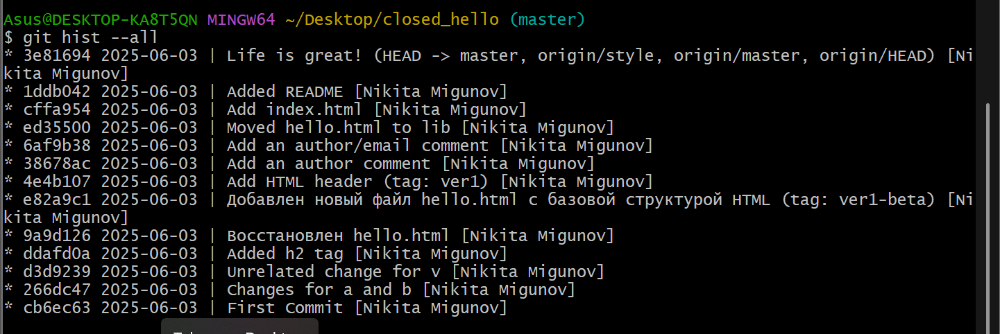 Asus@DESKTOP-KA8T5QN MINGW64 ~/Desktop/closed_hello (master)
$ git hist --all
* 3e81694 2025-06-03 | Life is great! (HEAD -> master, origin/style, origin/master, origin/HEAD) [Ni
kita Migunov]
* 1ddb042 2025-06-03 | Added README [Nikita Migunov]
* cffa954 2025-06-03 | Add index.html [Nikita Migunov]
* ed35500 2025-06-03 | Moved hello.html to lib [Nikita Migunov]
* 6af9b38 2025-06-03 | Add an author/email comment [Nikita Migunov]
* 38678ac 2025-06-03 | Add an author comment [Nikita Migunov]
* 4e4b107 2025-06-03 | Add HTML header (tag: ver1) [Nikita Migunov]
* e82a9c1 2025-06-03 | Добавлен новый файл hello.html с базовой структурой HTML (tag: ver1-beta) [Ni
kita Migunov]
* 9a9d126 2025-06-03 | Восстановлен hello.html [Nikita Migunov]
* ddafd0a 2025-06-03 | Added h2 tag [Nikita Migunov]
* d3d9239 2025-06-03 | Unrelated change for v [Nikita Migunov]
* 266dc47 2025-06-03 | Changes for a and b [Nikita Migunov]
* cb6ec63 2025-06-03 | First Commit [Nikita Migunov]